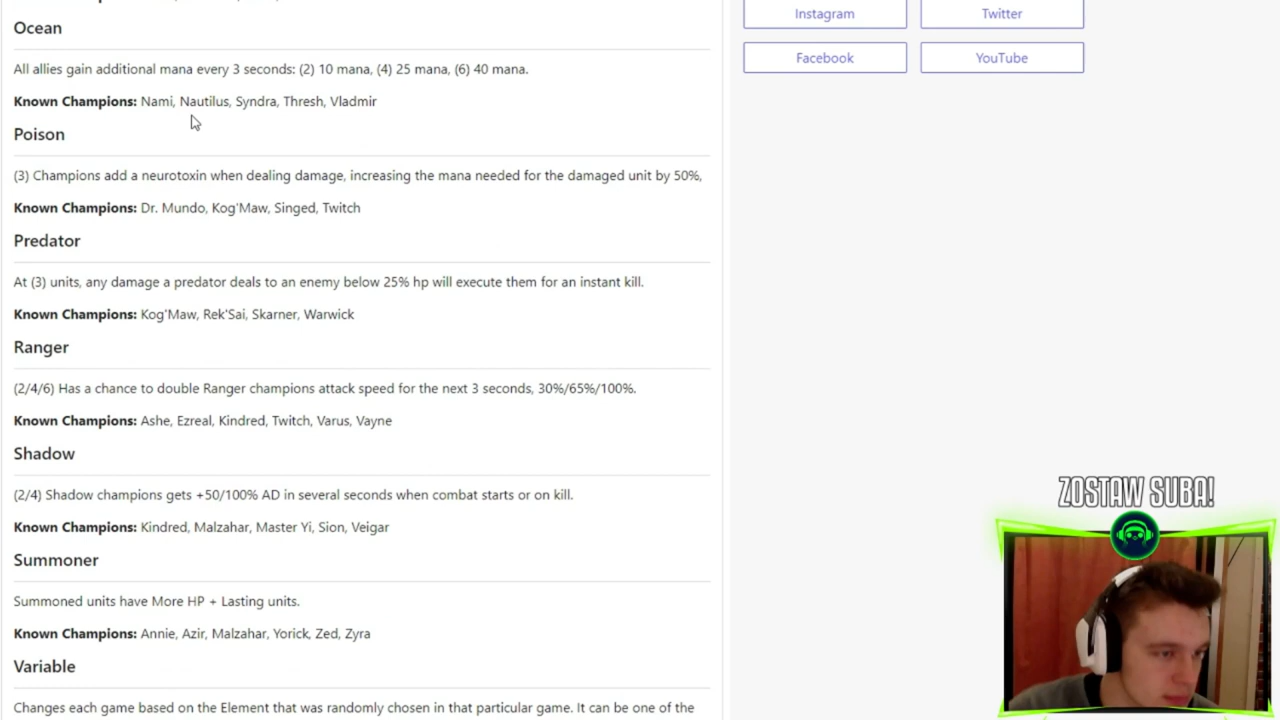 Instagram
Twitter
Ocean
Facebook
YouTube
All allies gain additional mana every 3 seconds: (2) 10 mana, (4) 25 mana, (6) 40 mana.
Known Champions: Nami, Nautilus, Syndra, Thresh, Vladmir
Poison
(3) Champions add a neurotoxin when dealing damage, increasing the mana needed for the damaged unit by 50%,
Known Champions: Dr. Mundo, Kog'Maw, Singed, Twitch
Predator
At (3) units, any damage a predator deals to an enemy below 25% hp will execute them for an instant kill.
Known Champions: Kog'Maw, Rek'Sai, Skarner, Warwick
Ranger
(2/4/6) Has a chance to double Ranger champions attack speed for the next 3 seconds, 30%/65%/100%.
Known Champions: Ashe, Ezreal, Kindred, Twitch, Varus, Vayne
Shadow
(2/4) Shadow champions gets +50/100% AD in several seconds when combat starts or on kill.
Known Champions: Kindred, Malzahar, Master Yi, Sion, Veigar
Summoner
Summoned units have More HP + Lasting units.
Known Champions: Annie, Azir, Malzahar, Yorick, Zed, Zyra
Variable
Changes each game based on the Element that was randomly chosen in that particular game. It can be one of the
ZOSTAW SUBA!